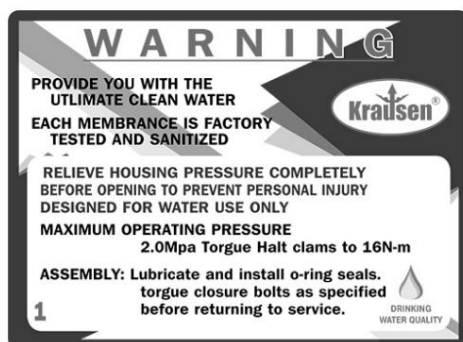 WARNING
PROVIDE YOU WITH THE
UTLIMATE CLEAN WATER
Krausen®
EACH MEMBRANCE IS FACTORY
TESTED AND SANITIZED
RELIEVE HOUSING PRESSURE COMPLETELY
BEFORE OPENING TO PREVENT PERSONAL INJURY
DESIGNED FOR WATER USE ONLY
MAXIMUM OPERATING PRESSURE
2.0Mpa Torgue Halt clams to 16N-m
ASSEMBLY: Lubricate and install o-ring seals.
torgue closure bolts as specified
before returning to service.
1
DRINKING
WATER QUALITY